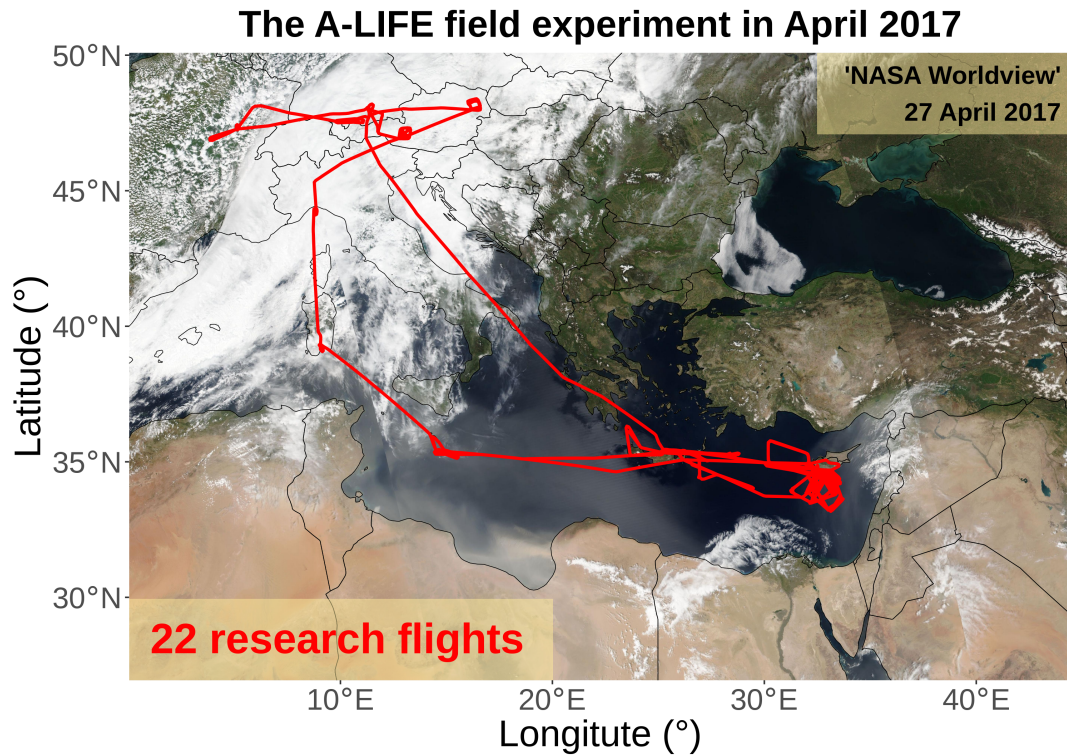 The A-LIFE field experiment in April 2017
'NASA Worldview'
27 April 2017
50°N
45°N
40°N
35°N
30°N
Latitude (°)
22 research flights
10°E
20°E
30°E
40°E
Longitute (°)